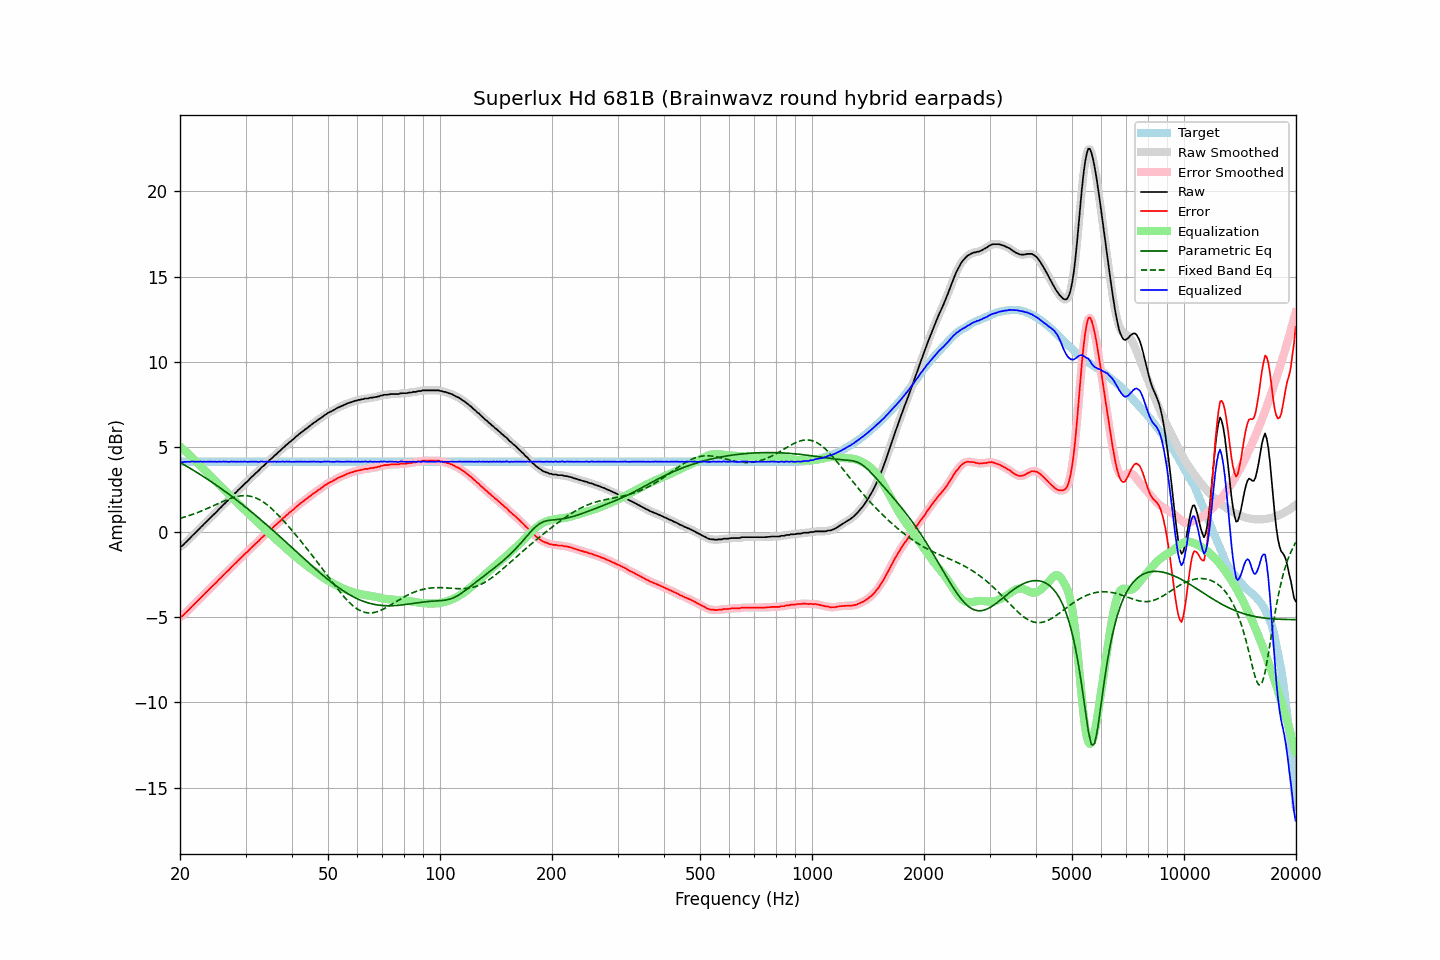 Superlux Hd 681B (Brainwavz round hybrid earpads)
Target
Raw Smoothed
Error Smoothed
Raw
Error
Equalization
Parametric Eq
Fixed Band Eq
Equalized
Amplitude (dBr)
20
15
10
5
0
−5
−10
−15
20
50
100
200
500
1000
2000
5000
10000
20000
Frequency (Hz)